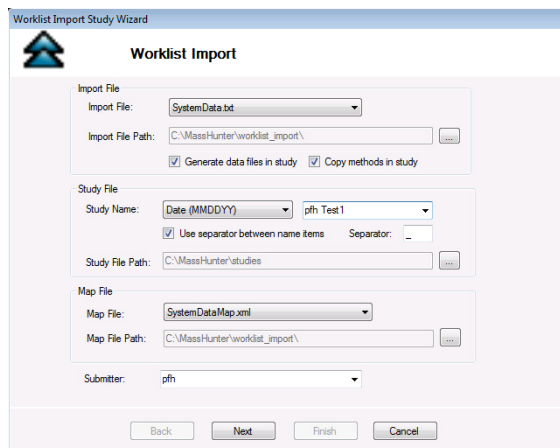 Worklist Import Study Wizard
Worklist Import
Import File
Import File: SystemData.txt
Import File Path: C:\MassHunter\worklist_import\ ...
Generate data files in study Copy methods in study
Study File
Study Name: Date (MMDDYY) pfh Test1
Use separator between name items Separator: _
Study File Path: C:\MassHunter\studies ...
Map File
Map File: SystemDataMap.xml
Map File Path: C:\MassHunter\worklist_import\ ...
Submitter: pfh
Back Next Finish Cancel